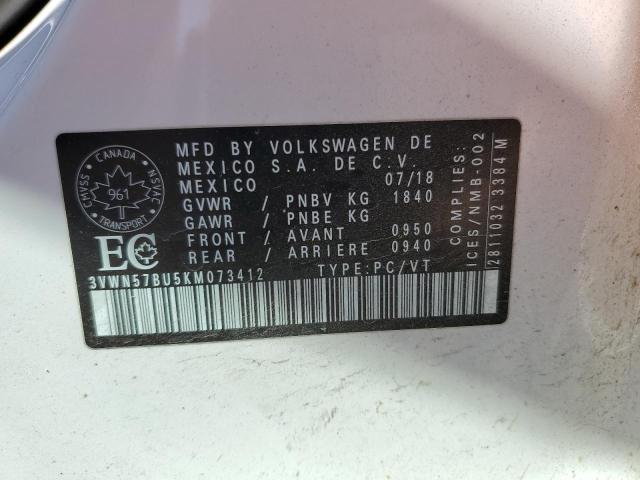 CANADA
CMVSS
NSVAC
961
TRANSPORT
EC
MFD BY VOLKSWAGEN DE
MEXICO S.A. DE C.V.
MEXICO 07/18
GVWR / PNBV KG 1840
GAWR / PNBE KG
FRONT / AVANT 0950
REAR / ARRIERE 0940
3VWN57BU5KM073412 TYPE:PC/VT
COMPLIES:
ICES/NMB-002
2811032 3384 M